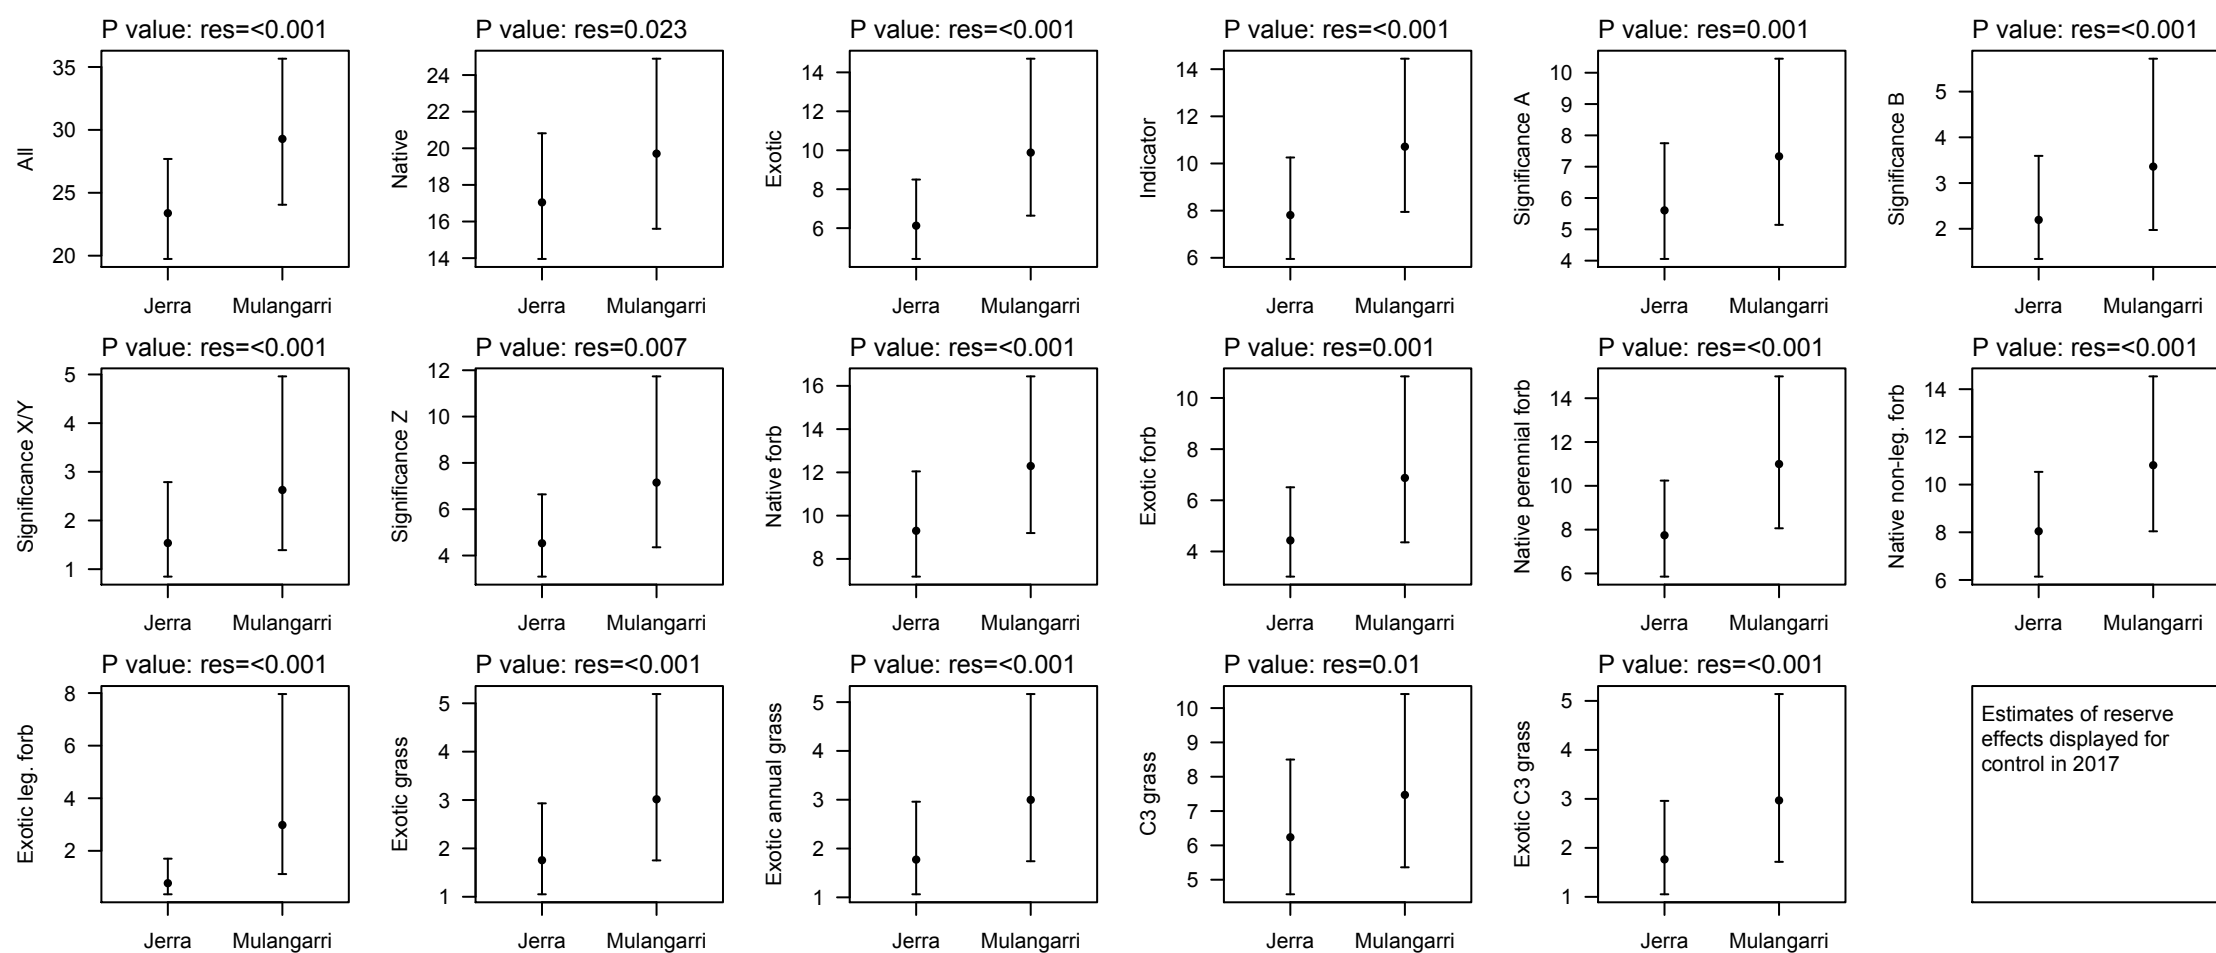 P value: res=<0.001
All
35
30
25
20
Jerra Mulangarri
P value: res=0.023
Native
24
22
20
18
16
14
Jerra Mulangarri
P value: res=<0.001
Exotic
14
12
10
8
6
Jerra Mulangarri
P value: res=<0.001
Indicator
14
12
10
8
6
Jerra Mulangarri
P value: res=0.001
Significance A
10
9
8
7
6
5
4
Jerra Mulangarri
P value: res=<0.001
Significance B
5
4
3
2
Jerra Mulangarri
P value: res=<0.001
Significance X/Y
5
4
3
2
1
Jerra Mulangarri
P value: res=0.007
Significance Z
12
10
8
6
4
Jerra Mulangarri
P value: res=<0.001
Native forb
16
14
12
10
8
Jerra Mulangarri
P value: res=0.001
Exotic forb
10
8
6
4
Jerra Mulangarri
P value: res=<0.001
Native perennial forb
14
12
10
8
6
Jerra Mulangarri
P value: res=<0.001
Native non-leg. forb
14
12
10
8
6
Jerra Mulangarri
P value: res=<0.001
Exotic leg. forb
8
6
4
2
Jerra Mulangarri
P value: res=<0.001
Exotic grass
5
4
3
2
1
Jerra Mulangarri
P value: res=<0.001
Exotic annual grass
5
4
3
2
1
Jerra Mulangarri
P value: res=0.01
C3 grass
10
9
8
7
6
5
Jerra Mulangarri
P value: res=<0.001
Exotic C3 grass
5
4
3
2
1
Jerra Mulangarri
Estimates of reserve
effects displayed for
control in 2017